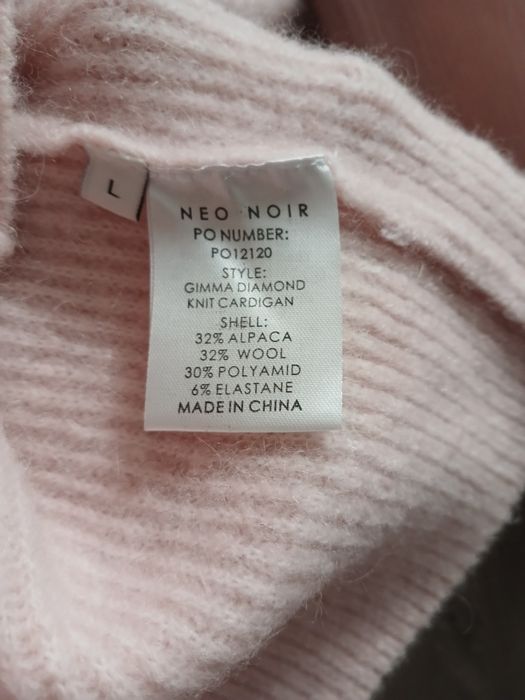 L
NEO NOIR
PO NUMBER:
PO12120
STYLE:
GIMMA DIAMOND
KNIT CARDIGAN
SHELL:
32% ALPACA
32% WOOL
30% POLYAMID
6% ELASTANE
MADE IN CHINA